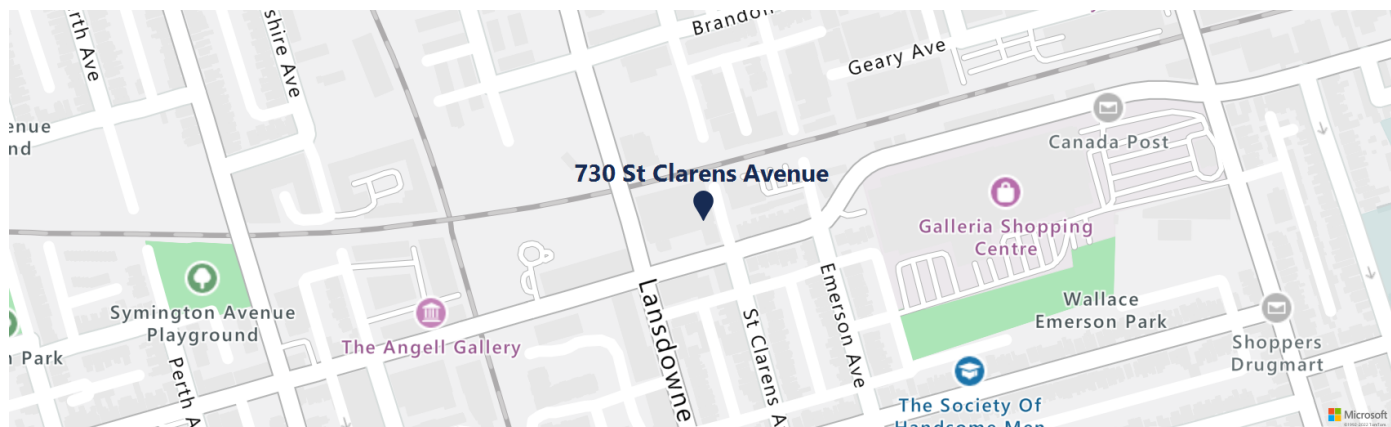 rth Ave
shire Ave
Brandon
Geary Ave
enue
nd
Canada Post
730 St Clarens Avenue
Galleria Shopping
Centre
Symington Avenue
Playground
The Angell Gallery
n Park
Perth A
Lansdowne
St Clarens A
Emerson Ave
Wallace
Emerson Park
Shoppers
Drugmart
The Society Of
Handsome Men
Microsoft